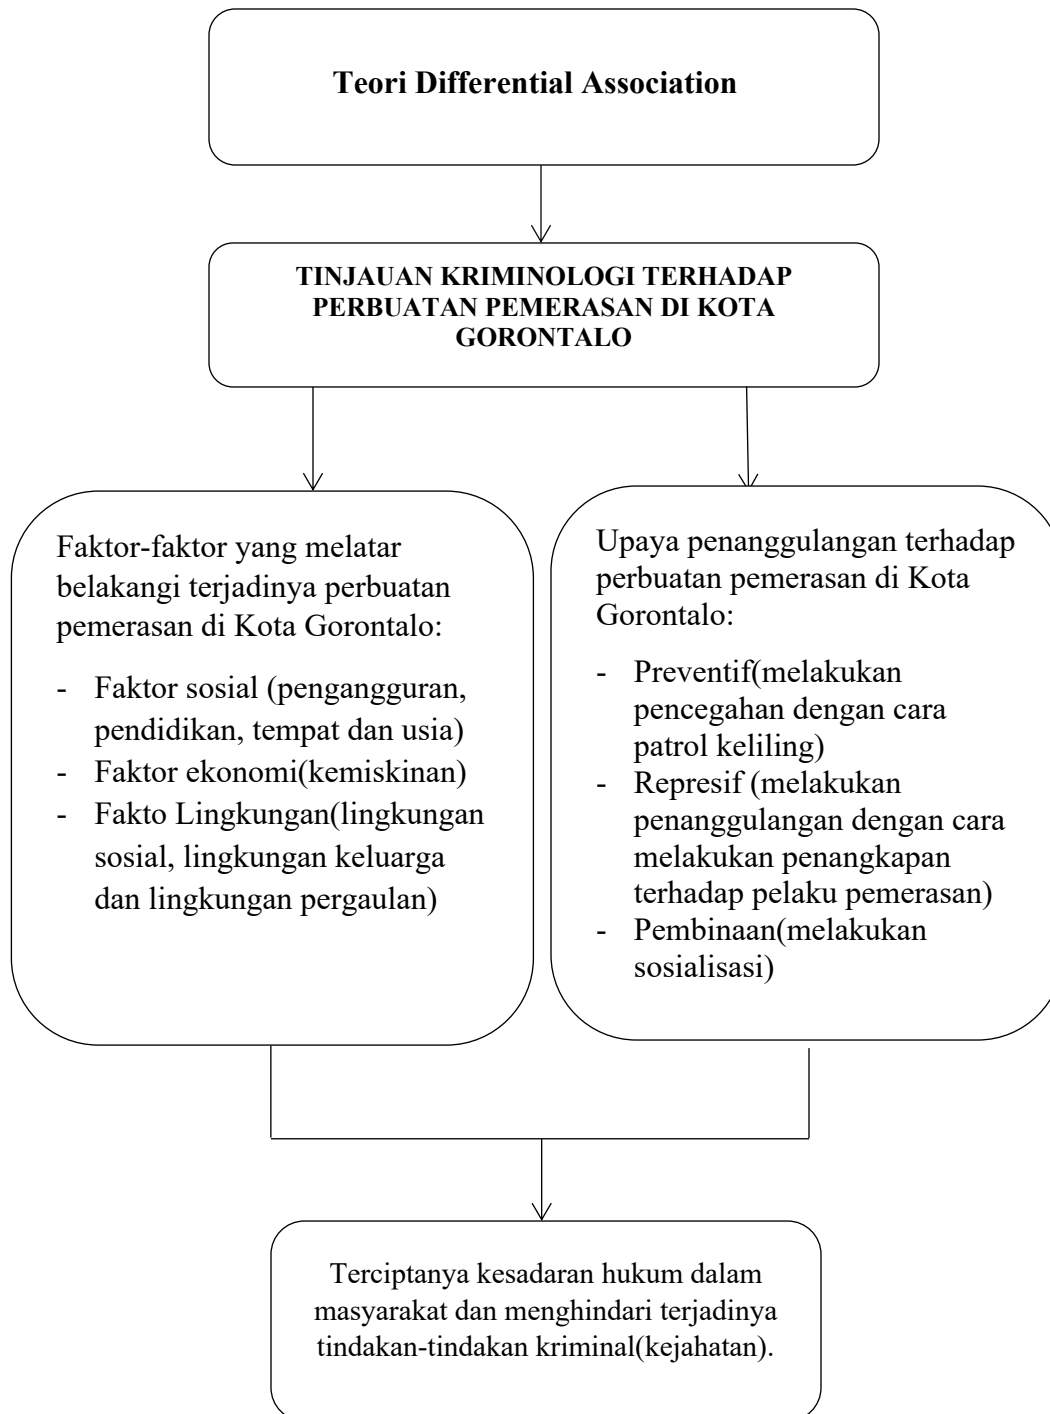 Teori Differential Association
TINJAUAN KRIMINOLOGI TERHADAP
PERBUATAN PEMERASAN DI KOTA
GORONTALO
Faktor-faktor yang melatar
belakangi terjadinya perbuatan
pemerasan di Kota Gorontalo:
- Faktor sosial (pengangguran,
pendidikan, tempat dan usia)
- Faktor ekonomi(kemiskinan)
- Fakto Lingkungan(lingkungan
sosial, lingkungan keluarga
dan lingkungan pergaulan)
Upaya penanggulangan terhadap
perbuatan pemerasan di Kota
Gorontalo:
- Preventif(melakukan
pencegahan dengan cara
patrol keliling)
- Represif (melakukan
penanggulangan dengan cara
melakukan penangkapan
terhadap pelaku pemerasan)
- Pembinaan(melakukan
sosialisasi)
Terciptanya kesadaran hukum dalam
masyarakat dan menghindari terjadinya
tindakan-tindakan kriminal(kejahatan).